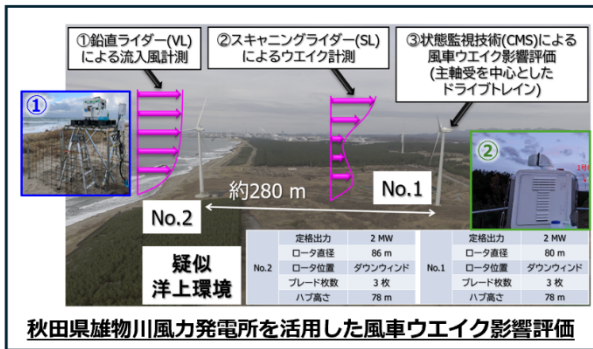 ①鉛直ライダー(VL)
による流入風計測
②スキャニングライダー(SL)
によるウエイク計測
③状態監視技術(CMS)による
風車ウエイク影響評価
(主軸受を中心とした
ドライブトレイン)
①
②
約280 m
No.2
No.1
疑似
洋上環境
No.2
定格出力 2 MW
ロータ直径 86 m
ロータ位置 ダウンウィンド
ブレード枚数 3 枚
ハブ高さ 78 m
No.1
定格出力 2 MW
ロータ直径 80 m
ロータ位置 ダウンウィンド
ブレード枚数 3 枚
ハブ高さ 78 m
秋田県雄物川風力発電所を活用した風車ウエイク影響評価